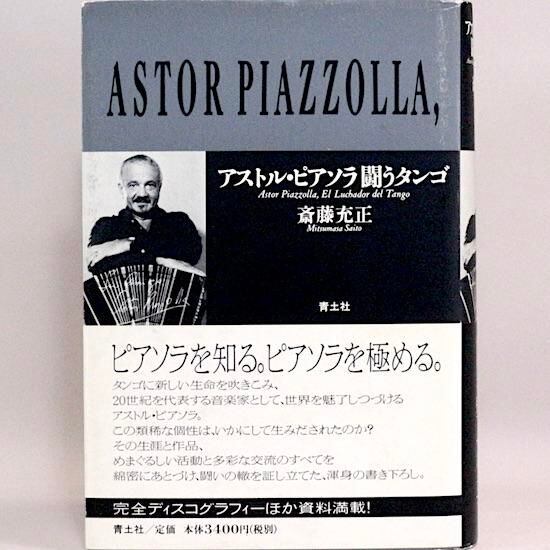 ASTOR PIAZZOLLA,
アストル・ピアソラ 闘うタンゴ
Astor Piazzolla, El Luchador del Tango
斎藤充正
Mitsumasa Saito
青土社
ピアソラを知る。ピアソラを極める。
タンゴに新しい生命を吹きこみ、
20世紀を代表する音楽家として、世界を魅了しつづける
アストル・ピアソラ。
この類稀な個性は、いかにして生みだされたのか?
その生涯と作品、
めまぐるしい活動と多彩な交流のすべてを
綿密にあとづけ、闘いの轍を証し立てた、渾身の書き下ろし。
完全ディスコグラフィーほか資料満載!
青土社/定価 本体3400円(税別)